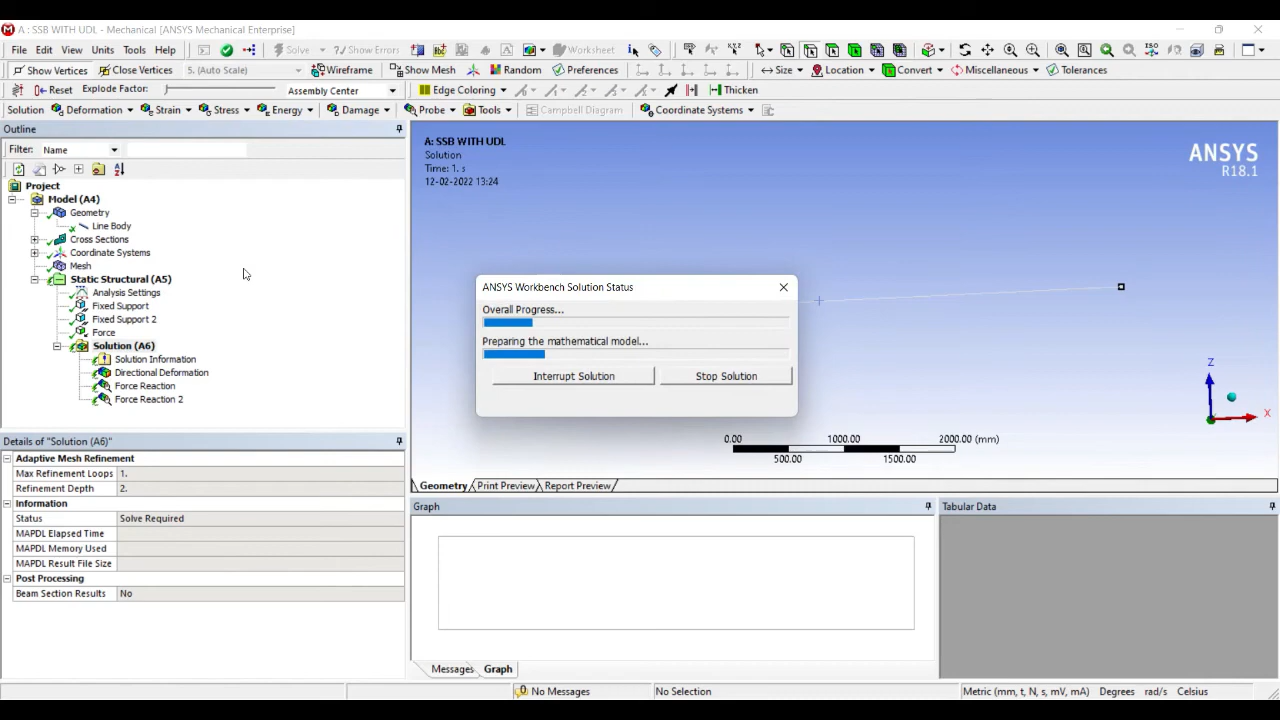 A : SSB WITH UDL - Mechanical [ANSYS Mechanical Enterprise]
File Edit View Units Tools Help Solve Show Errors Worksheet
Show Vertices Close Vertices 5. (Auto Scale) Wireframe Show Mesh Random Preferences Size Location Convert Miscellaneous Tolerances
Reset Explode Factor: Assembly Center Edge Coloring Thicken
Solution Deformation Strain Stress Energy Damage Probe Tools Campbell Diagram Coordinate Systems
Outline
Filter: Name
Project
Model (A4)
Geometry
Line Body
Cross Sections
Coordinate Systems
Mesh
Static Structural (A5)
Analysis Settings
Fixed Support
Fixed Support 2
Force
Solution (A6)
Solution Information
Directional Deformation
Force Reaction
Force Reaction 2
Details of "Solution (A6)"
Adaptive Mesh Refinement
Max Refinement Loops 1.
Refinement Depth 2.
Information
Status Solve Required
MAPDL Elapsed Time
MAPDL Memory Used
MAPDL Result File Size
Post Processing
Beam Section Results No
A: SSB WITH UDL
Solution
Time: 1. s
12-02-2022 13:24
ANSYS
R18.1
ANSYS Workbench Solution Status
Overall Progress...
Preparing the mathematical model...
Interrupt Solution Stop Solution
Z
X
0.00 1000.00 2000.00 (mm)
500.00 1500.00
Geometry Print Preview Report Preview
Graph
Tabular Data
Messages Graph
No Messages No Selection Metric (mm, t, N, s, mV, mA) Degrees rad/s Celsius